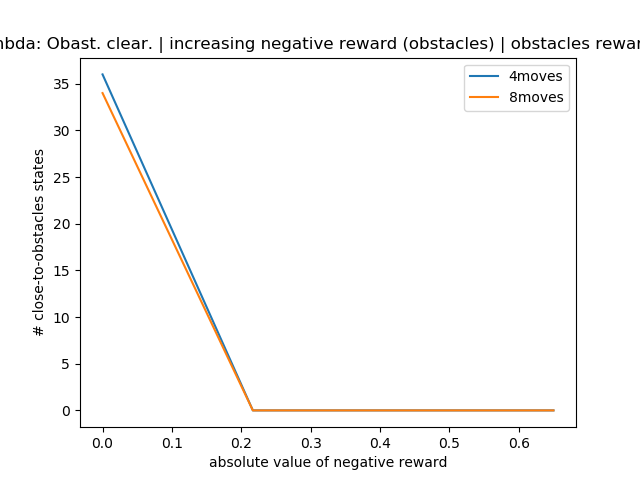 Obast. clear. | increasing negative reward (obstacles) | obstacles
4moves
8moves
# close-to-obstacles states
35
30
25
20
15
10
5
0
0.0 0.1 0.2 0.3 0.4 0.5 0.6
absolute value of negative reward